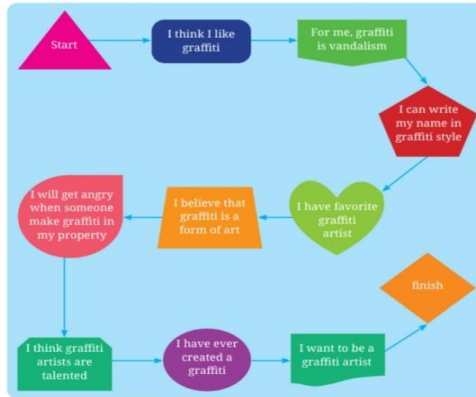 Start
I think I like
graffiti
For me, graffiti
is vandalism
I can write
my name in
graffiti style
I have favorite
graffiti
artist
I believe that
graffiti is a
form of art
I will get angry
when someone
make graffiti in
my property
I think graffiti
artists are
talented
I have ever
created a
graffiti
I want to be a
graffiti artist
finish